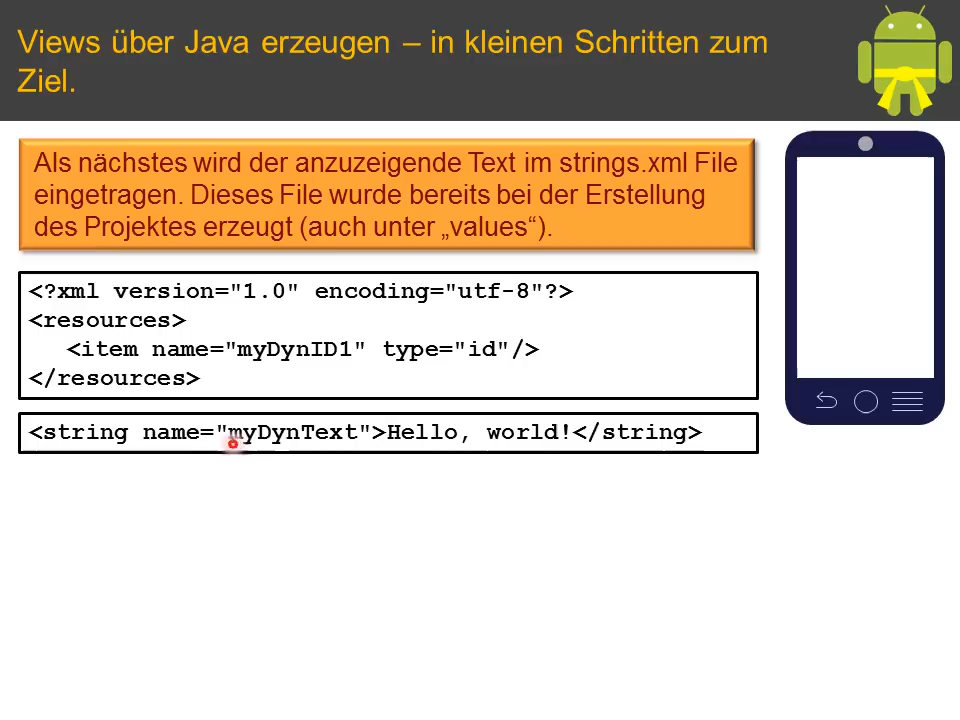 Views über Java erzeugen – in kleinen Schritten zum
Ziel.
Als nächstes wird der anzuzeigende Text im strings.xml File
eingetragen. Dieses File wurde bereits bei der Erstellung
des Projektes erzeugt (auch unter „values“).
<?xml version="1.0" encoding="utf-8"?>
<resources>
<item name="myDynID1" type="id"/>
</resources>
<string name="myDynText">Hello, world!</string>